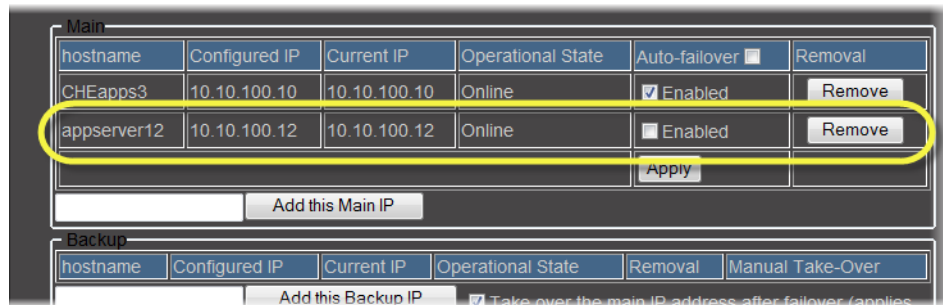 Main
hostname Configured IP Current IP Operational State Auto-failover Removal
CHEapps3 10.10.100.10 10.10.100.10 Online Enabled Remove
appserver12 10.10.100.12 10.10.100.12 Online Enabled Remove
Apply
Add this Main IP
Backup
hostname Configured IP Current IP Operational State Removal Manual Take-Over
Add this Backup IP Take over the main IP address after failover (applies